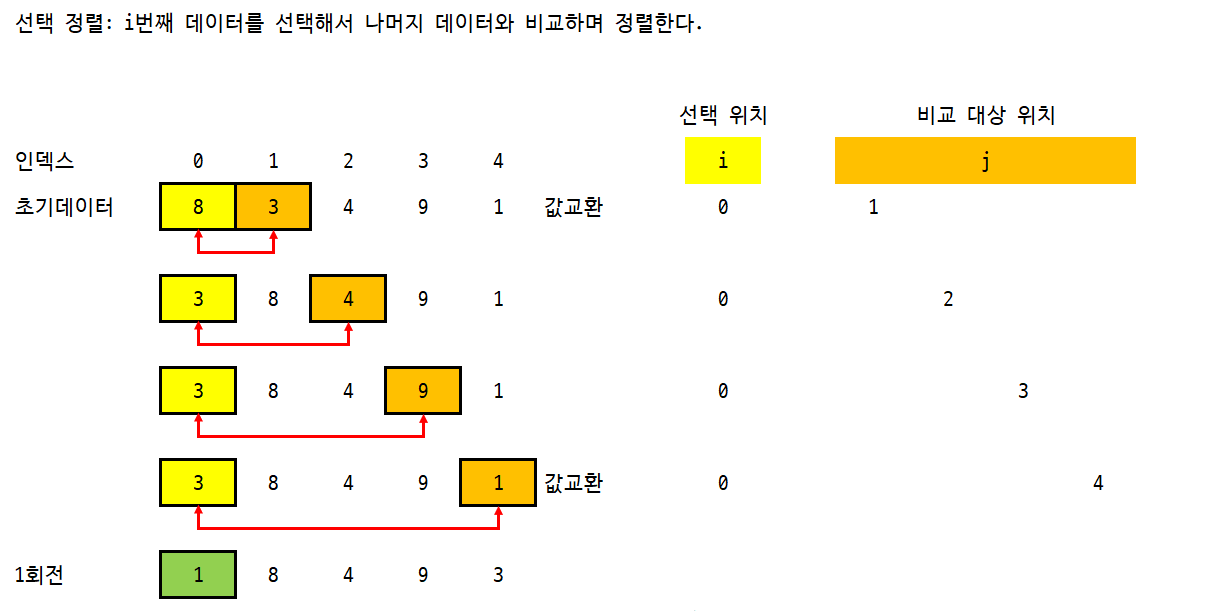 선택 정렬: i번째 데이터를 선택해서 나머지 데이터와 비교하며 정렬한다.
선택 위치 비교 대상 위치
인덱스 0 1 2 3 4 i j
초기데이터 8 3 4 9 1 값교환 0 1
3 8 4 9 1 0 2
3 8 4 9 1 0 3
3 8 4 9 1 값교환 0 4
1회전 1 8 4 9 3